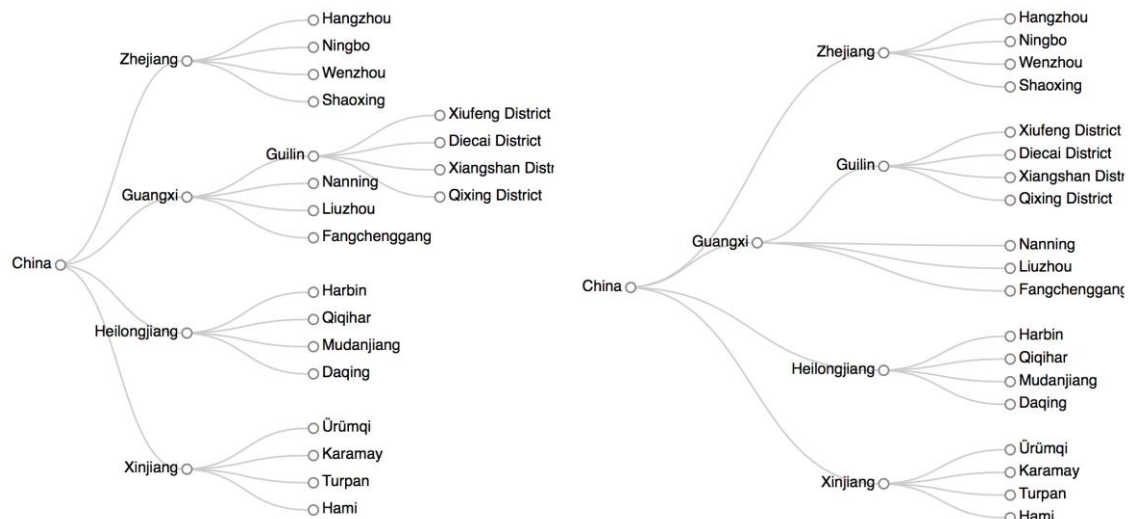 Hangzhou
Zhejiang
Ningbo
Wenzhou
Shaoxing
Xiufeng District
Diecai District
Guilin
Xiangshan Distr
Nanning
Qixing District
Guangxi
Liuzhou
Fangchenggang
China
Harbin
Qiqihar
Heilongjiang
Mudanjiang
Daqing
Ürümqi
Karamay
Xinjiang
Turpan
Hami
Hangzhou
Ningbo
Zhejiang
Wenzhou
Shaoxing
Xiufeng District
Diecai District
Guilin
Xiangshan Distr
Qixing District
Guangxi
Nanning
Liuzhou
China
Fangchenggang
Harbin
Qiqihar
Heilongjiang
Mudanjiang
Daqing
Ürümqi
Karamay
Xinjiang
Turpan
Hami